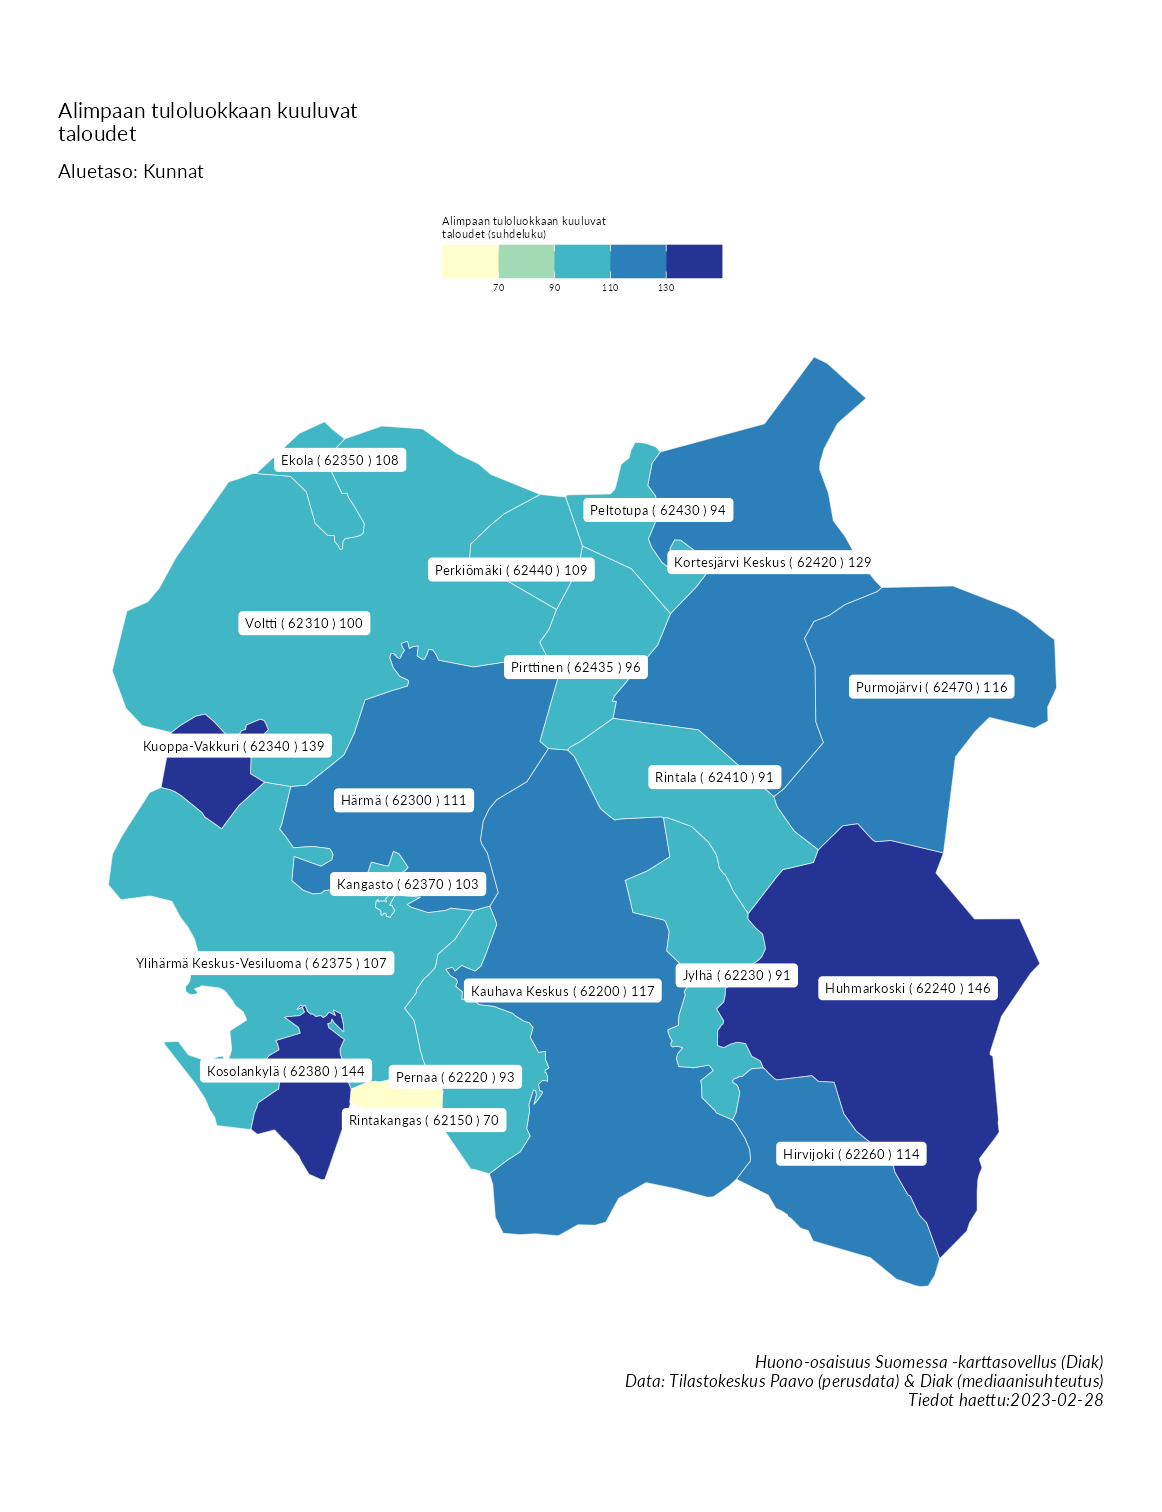 Alimpaan tuloluokkaan kuuluvat
taloudet
Aluetaso: Kunnat
Alimpaan tuloluokkaan kuuluvat
taloudet (suhdeluku)
70 90 110 130
Ekola ( 62350 ) 108
Peltotupa ( 62430 ) 94
Kortesjärvi Keskus ( 62420 ) 129
Perkiömäki ( 62440 ) 109
Voltti ( 62310 ) 100
Pirttinen ( 62435 ) 96
Purmojärvi ( 62470 ) 116
Kuoppa-Vakkuri ( 62340 ) 139
Rintala ( 62410 ) 91
Härmä ( 62300 ) 111
Kangasto ( 62370 ) 103
Ylihärmä Keskus-Vesiluoma ( 62375 ) 107
Jylhä ( 62230 ) 91
Huhmarkoski ( 62240 ) 146
Kauhava Keskus ( 62200 ) 117
Kosolankylä ( 62380 ) 144
Pernaa ( 62220 ) 93
Rintakangas ( 62150 ) 70
Hirvijoki ( 62260 ) 114
Huono-osaisuus Suomessa -karttasovellus (Diak)
Data: Tilastokeskus Paavo (perusdata) & Diak (mediaanisuhteutus)
Tiedot haettu:2023-02-28